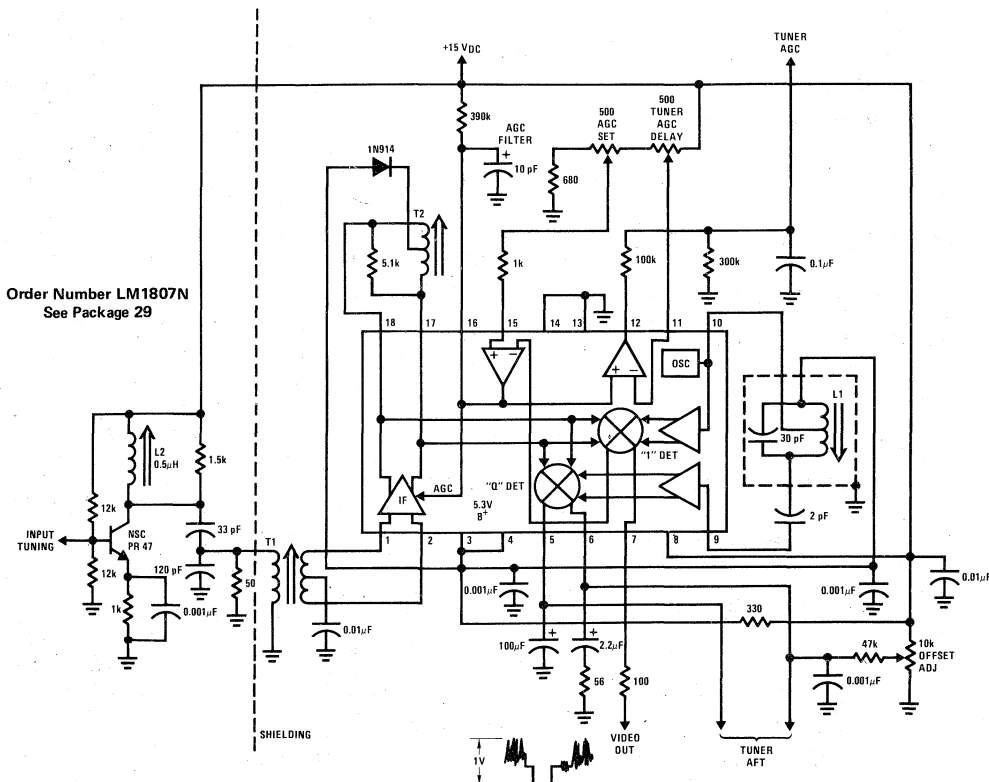 +15 VDC
TUNER
AGC
390k
AGC
FILTER
+
10 pF
500
AGC
SET
500
TUNER
AGC
DELAY
1N914
680
T2
5.1k
1k
100k
300k
0.1μF
Order Number LM1807N
See Package 29
18 17 16 15 14 13 12 11 10
+ −
+ −
OSC
L1
30 pF
"1" DET
"Q" DET
AGC
IF
5.3V
B+
2 pF
1 2 3 4 5 6 7 8 9
L2
0.5μH
1.5k
12k
INPUT
TUNING
NSC
PR 47
33 pF
T1
12k
120 pF
50
1k
0.001μF
0.01μF
0.001μF
0.001μF
0.01μF
330
100μF
+
2.2μF
+
56
100
47k
10k
OFFSET
ADJ
0.001μF
SHIELDING
VIDEO
OUT
TUNER
AFT
1V